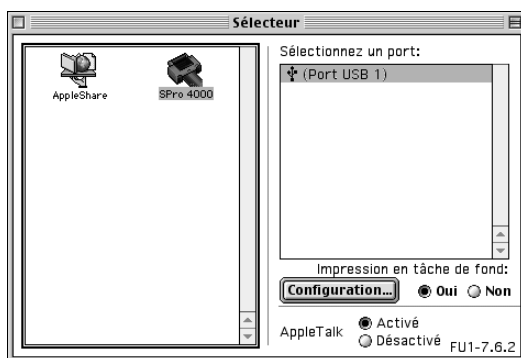 Sélecteur
AppleShare
SPro 4000
Sélectionnez un port:
(Port USB 1)
Impression en tâche de fond:
Configuration... Oui Non
AppleTalk
Activé
Désactivé
FU1-7.6.2